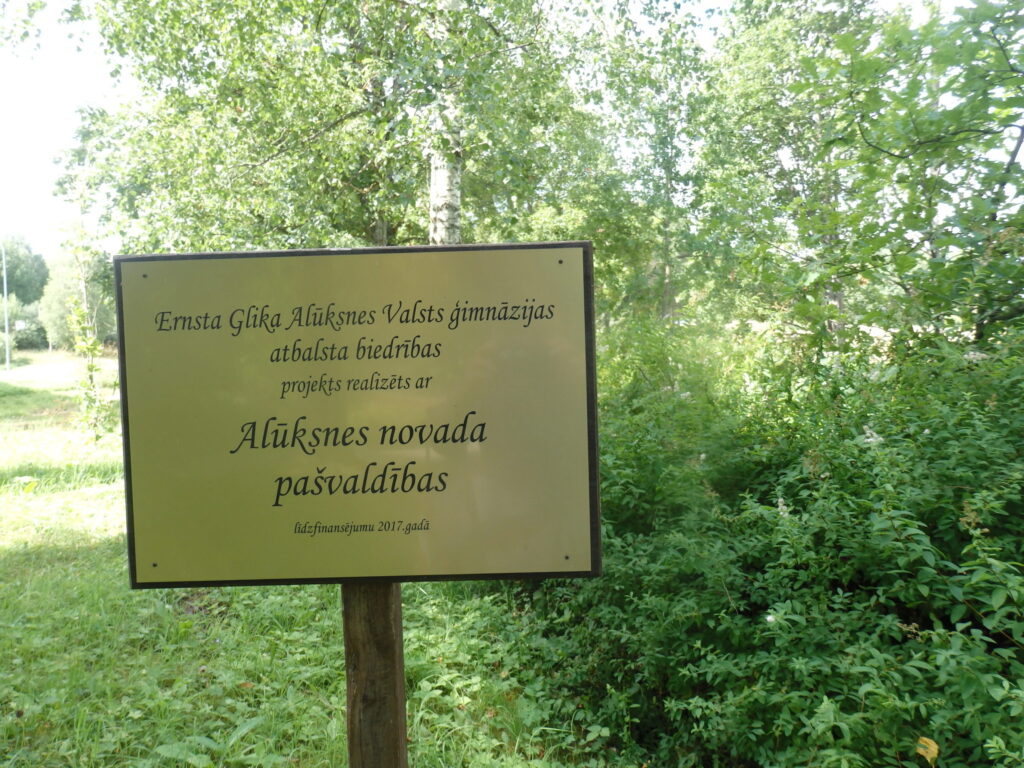 Ernsta Glika Alūksnes Valsts ģimnāzijas
atbalsta biedrības
projekts realizēts ar
Alūksnes novada
pašvaldības
līdzfinansējumu 2017.gadā